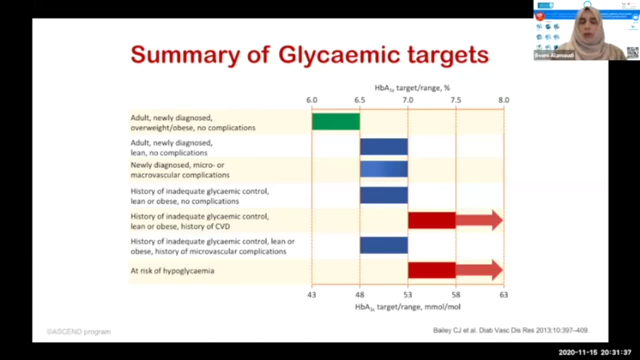 Summary of Glycaemic targets
HbA1c target/range, %
6.0 6.5 7.0 7.5 8.0
Adult, newly diagnosed,
overweight/obese, no complications
Adult, newly diagnosed,
lean, no complications
Newly diagnosed, micro- or
macrovascular complications
History of inadequate glycaemic control,
lean or obese, no complications
History of inadequate glycaemic control,
lean or obese, history of CVD
History of inadequate glycaemic control, lean or
obese, history of microvascular complications
At risk of hypoglycaemia
43 48 53 58 63
HbA1c target/range, mmol/mol
©ASCEND program
Bailey CJ et al. Diab Vasc Dis Res 2013;10:397–409
2020-11-15 20:31:37